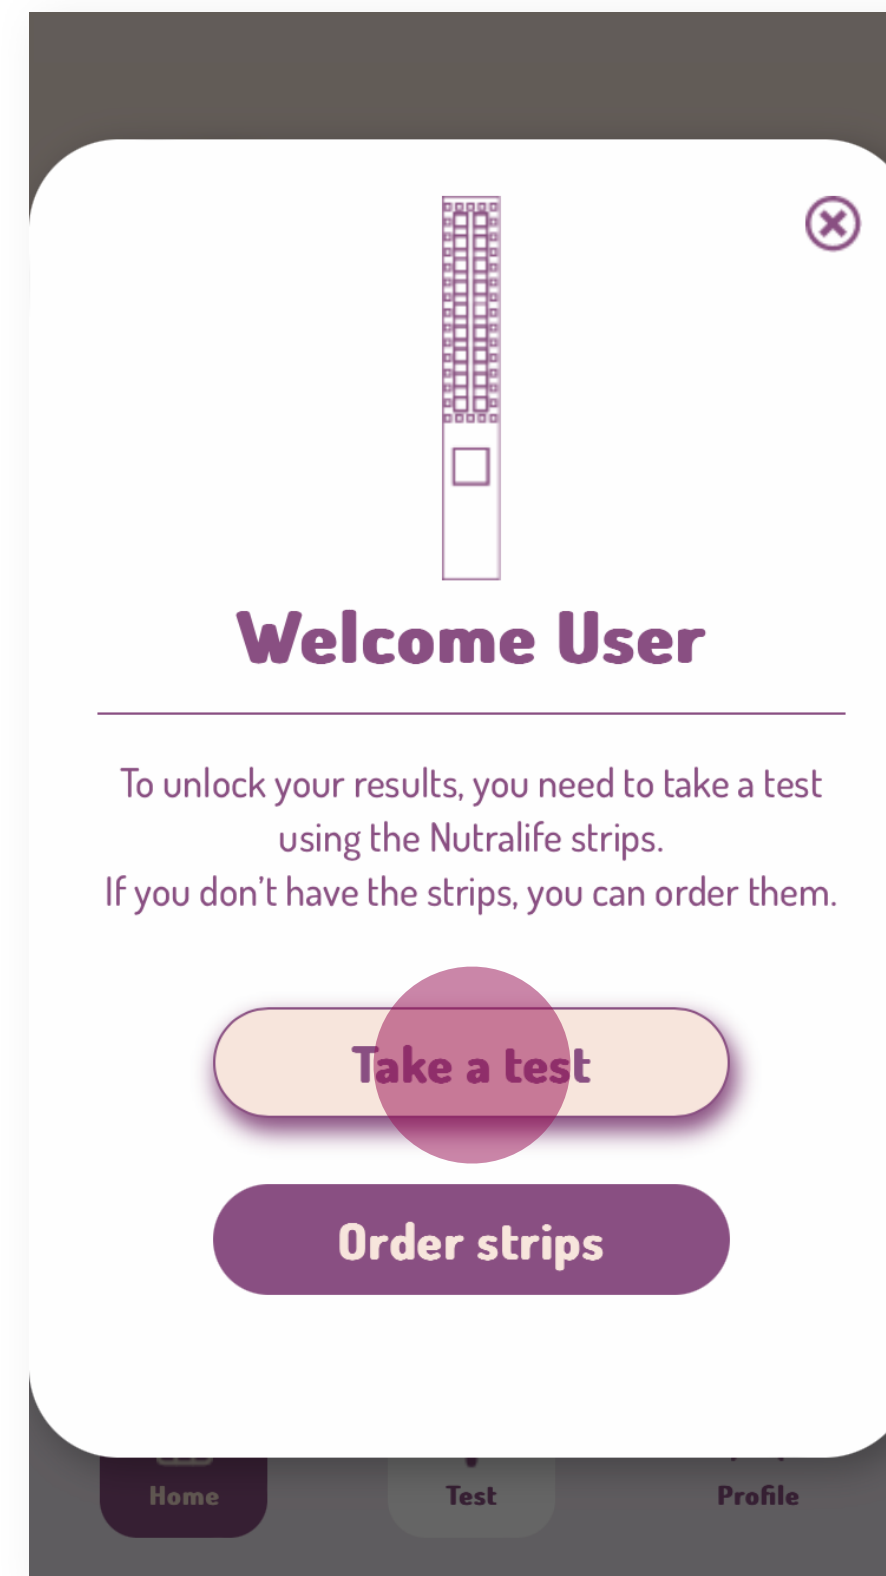 Welcome User
To unlock your results, you need to take a test
using the Nutralife strips.
If you don't have the strips, you can order them.
Take a test
Order strips
Home
Test
Profile